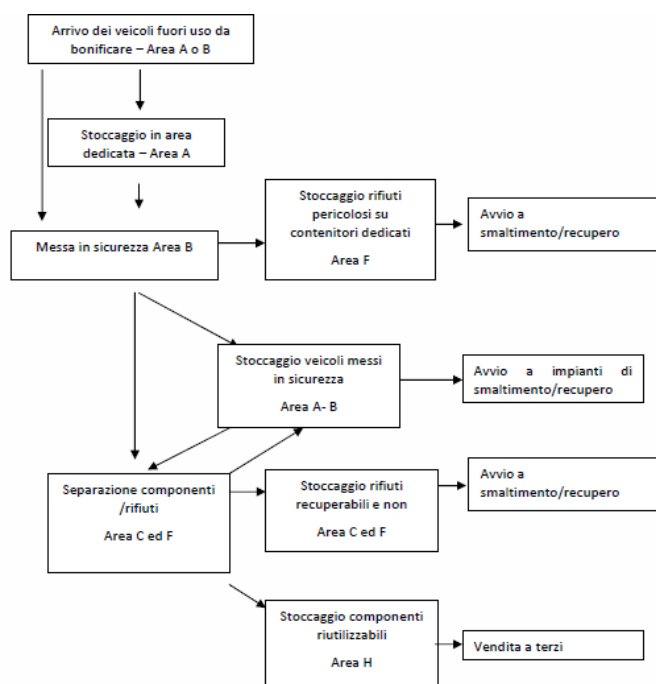 Arrivo dei veicoli fuori uso da
bonificare – Area A o B
Stoccaggio in area
dedicata – Area A
Messa in sicurezza Area B
Stoccaggio rifiuti
pericolosi su
contenitori dedicati
Area F
Avvio a
smaltimento/recupero
Stoccaggio veicoli messi
in sicurezza
Area A- B
Avvio a impianti di
smaltimento/recupero
Separazione componenti
/rifiuti
Area C ed F
Stoccaggio rifiuti
recuperabili e non
Area C ed F
Avvio a
smaltimento/recupero
Stoccaggio componenti
riutilizzabili
Area H
Vendita a terzi